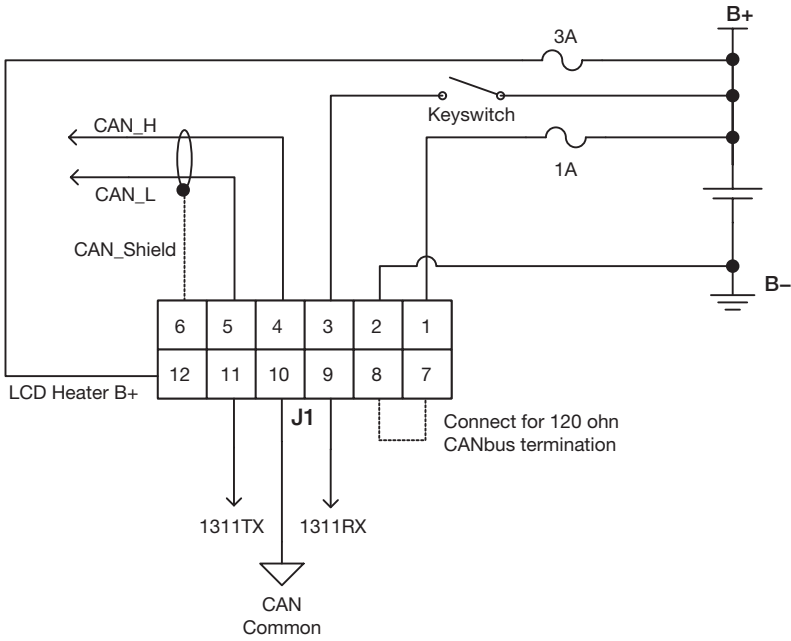 B+
3A
Keyswitch
CAN_H
1A
CAN_L
CAN_Shield
B–
6 5 4 3 2 1
12 11 10 9 8 7
LCD Heater B+
J1
Connect for 120 ohn
CANbus termination
1311TX
1311RX
CAN
Common